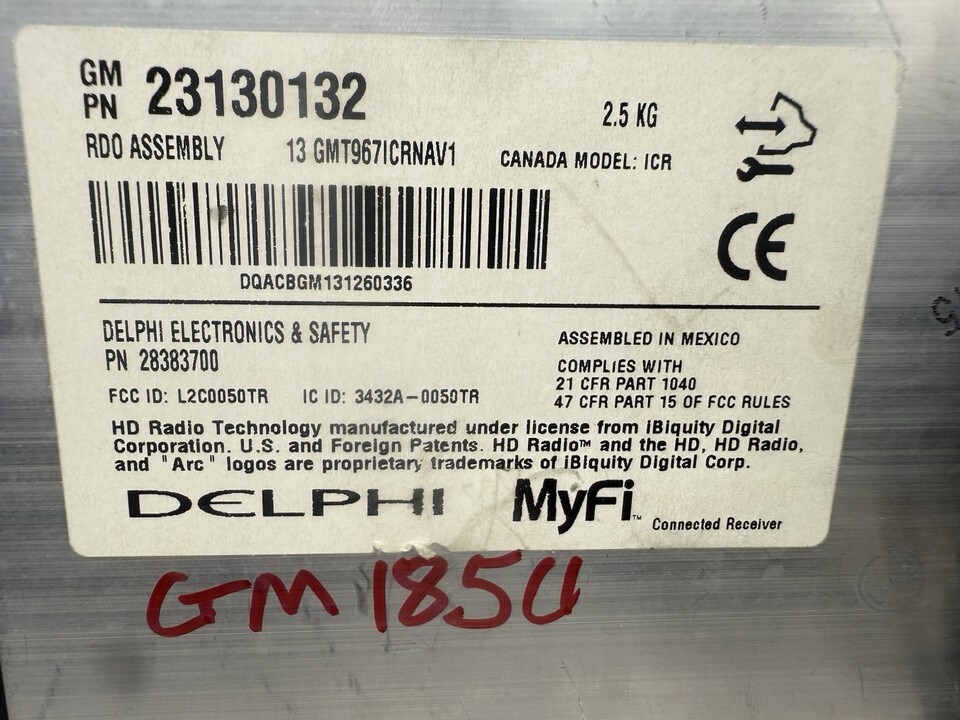 GM PN 23130132
2.5 KG
RDO ASSEMBLY 13 GMT967ICRNAV1 CANADA MODEL: ICR
CE
DQACBGM131260336
DELPHI ELECTRONICS & SAFETY
PN 28383700
FCC ID: L2C0050TR IC ID: 3432A-0050TR
ASSEMBLED IN MEXICO
COMPLIES WITH
21 CFR PART 1040
47 CFR PART 15 OF FCC RULES
HD Radio Technology manufactured under license from iBiquity Digital
Corporation. U.S. and Foreign Patents. HD Radio™ and the HD, HD Radio,
and "Arc" logos are proprietary trademarks of iBiquity Digital Corp.
DELPHI MyFi™ Connected Receiver
GM 1850